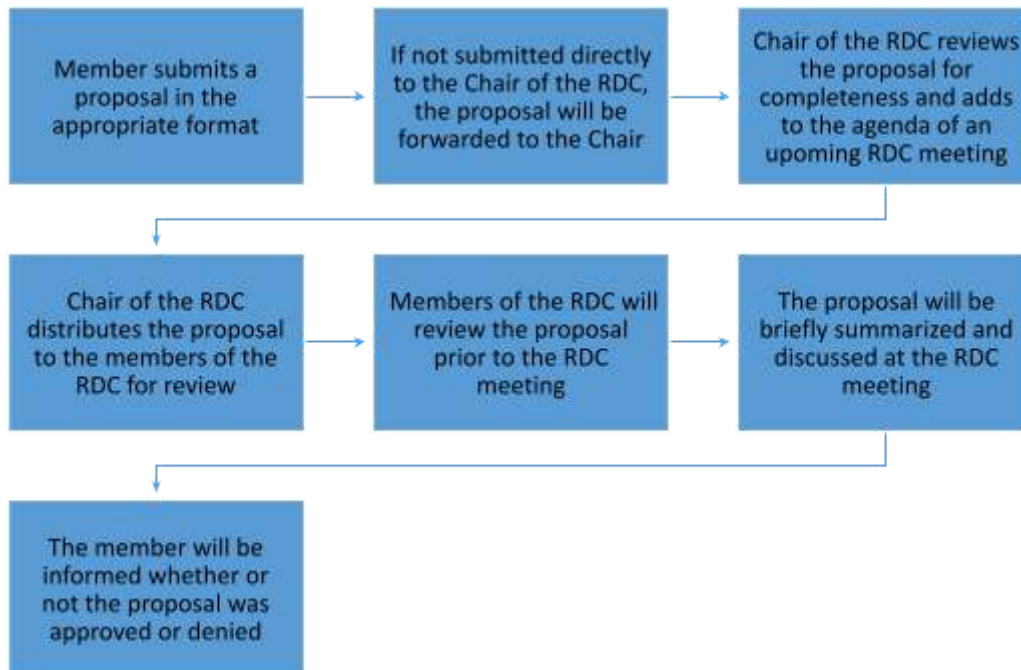 Member submits a
proposal in the
appropriate format
If not submitted directly
to the Chair of the RDC,
the proposal will be
forwarded to the Chair
Chair of the RDC reviews
the proposal for
completeness and adds
to the agenda of an
upoming RDC meeting
Chair of the RDC
distributes the proposal
to the members of the
RDC for review
Members of the RDC will
review the proposal
prior to the RDC
meeting
The proposal will be
briefly summarized and
discussed at the RDC
meeting
The member will be
informed whether or
not the proposal was
approved or denied